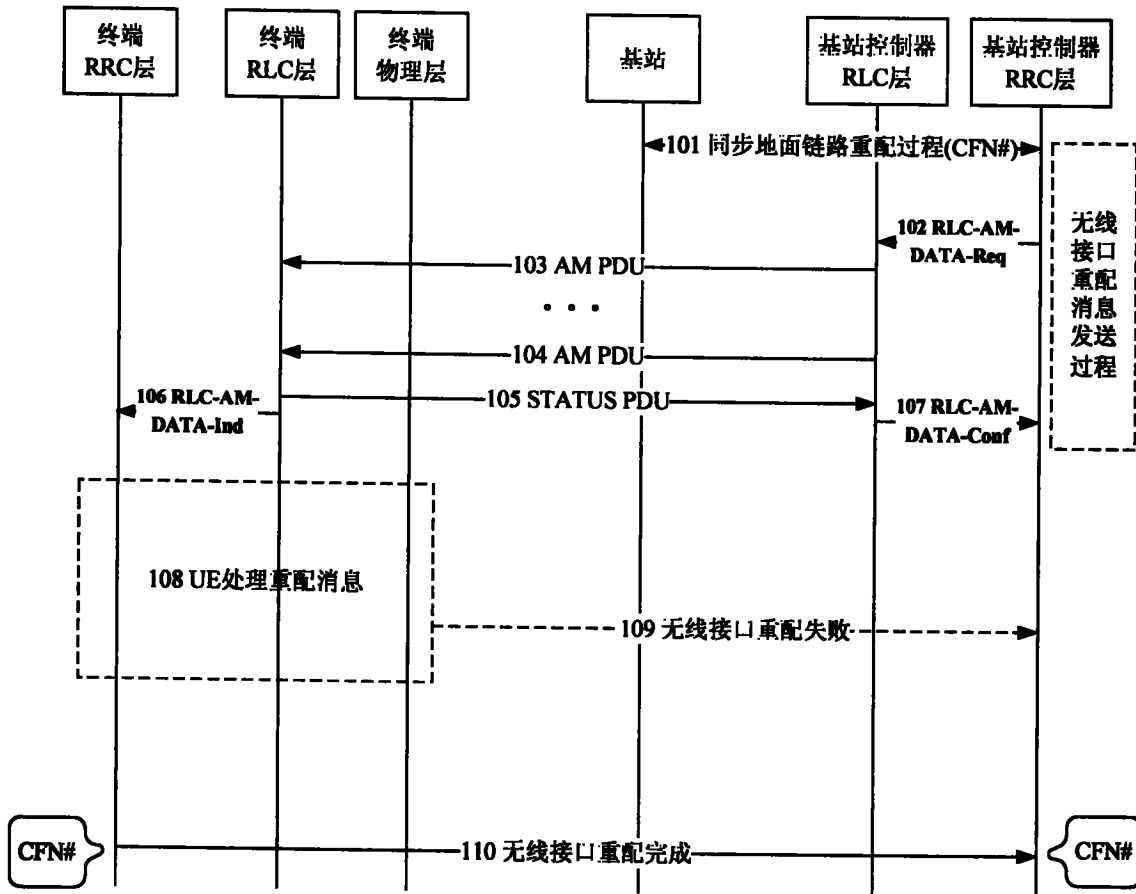 终端
RRC层
终端
RLC层
终端
物理层
基站
基站控制器
RLC层
基站控制器
RRC层
101 同步地面链路重配过程(CFN#)
无线
接口
重配
消息
发送
过程
102 RLC-AM-
DATA-Req
103 AM PDU
• • •
104 AM PDU
105 STATUS PDU
106 RLC-AM-
DATA-Ind
107 RLC-AM-
DATA-Conf
108 UE处理重配消息
109 无线接口重配失败
CFN#
110 无线接口重配完成
CFN#